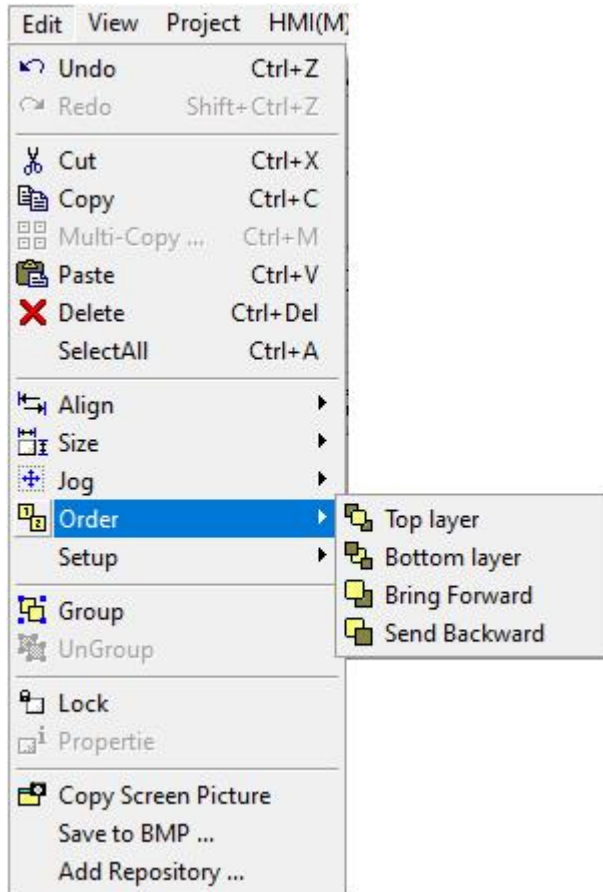 Edit View Project HMI(M)
Undo Ctrl+Z
Redo Shift+Ctrl+Z
Cut Ctrl+X
Copy Ctrl+C
Multi-Copy ... Ctrl+M
Paste Ctrl+V
Delete Ctrl+Del
SelectAll Ctrl+A
Align
Size
Jog
Order
Setup
Group
UnGroup
Lock
Propertie
Copy Screen Picture
Save to BMP ...
Add Repository ...
Top layer
Bottom layer
Bring Forward
Send Backward